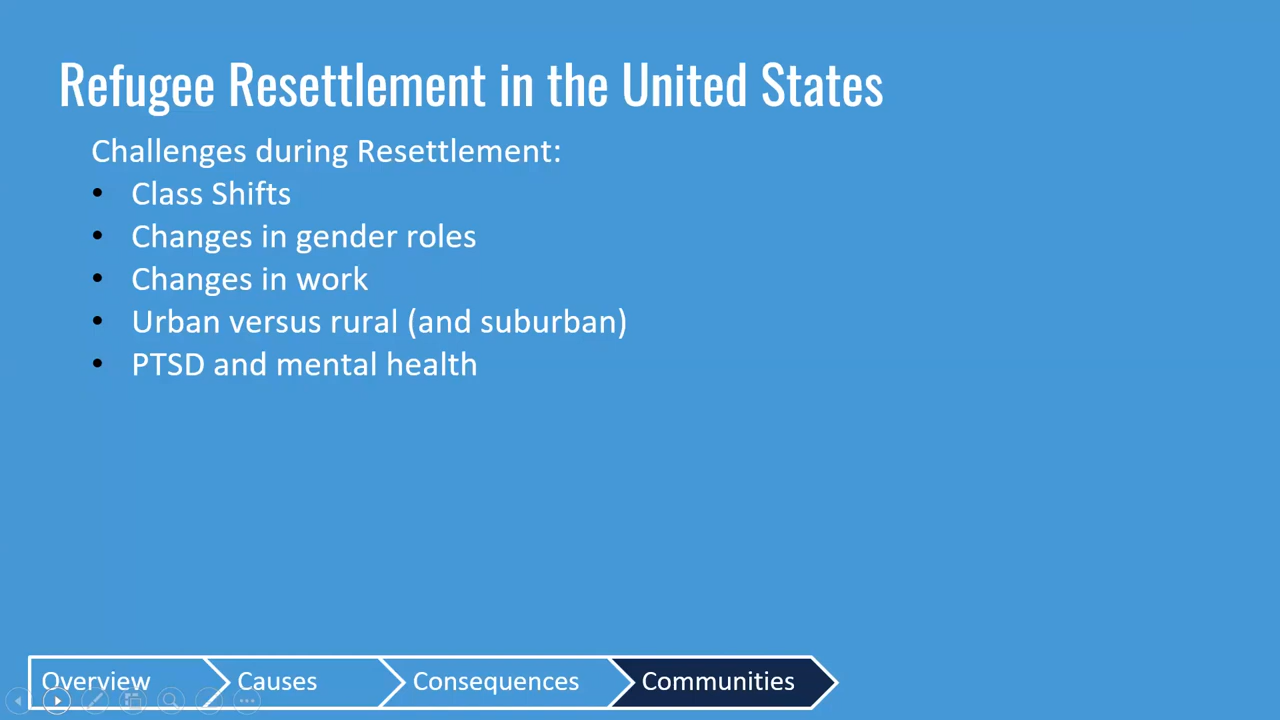 Refugee Resettlement in the United States
Challenges during Resettlement:
• Class Shifts
• Changes in gender roles
• Changes in work
• Urban versus rural (and suburban)
• PTSD and mental health
Overview Causes Consequences Communities